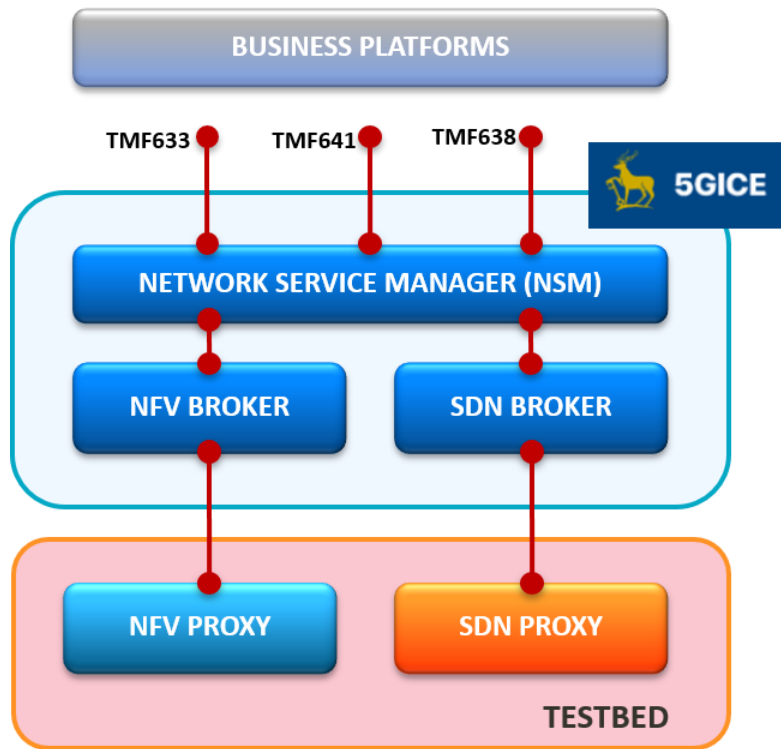 BUSINESS PLATFORMS
TMF633
TMF641
TMF638
5GICE
NETWORK SERVICE MANAGER (NSM)
NFV BROKER
SDN BROKER
NFV PROXY
SDN PROXY
TESTBED